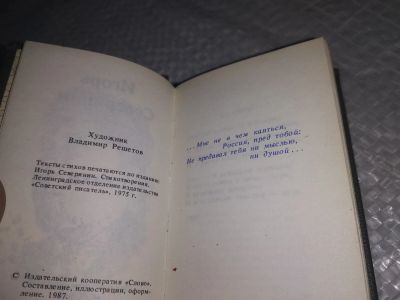 Художник
Владимир Решетов
Тексты стихов печатаются по изданию:
Игорь Северянин. Стихотворения.
Ленинградское отделение издательства
«Советский писатель», 1975 г.
© Издательский кооператив «Слово».
Составление, иллюстрации, оформ-
ление, 1987.
...Мне не в чем каяться,
Россия, пред тобой:
Не предавал тебя ни мыслью,
ни душой...